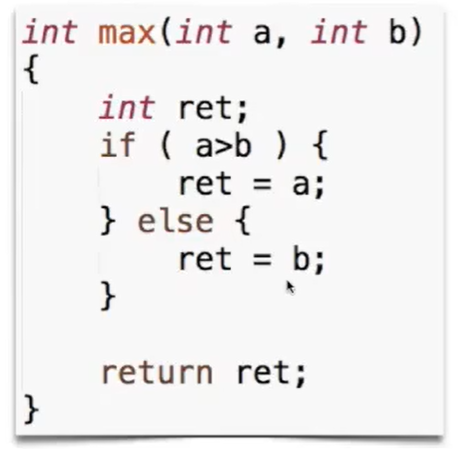 int max(int a, int b)
{
    int ret;
    if ( a>b ) {
        ret = a;
    } else {
        ret = b;
    }

    return ret;
}